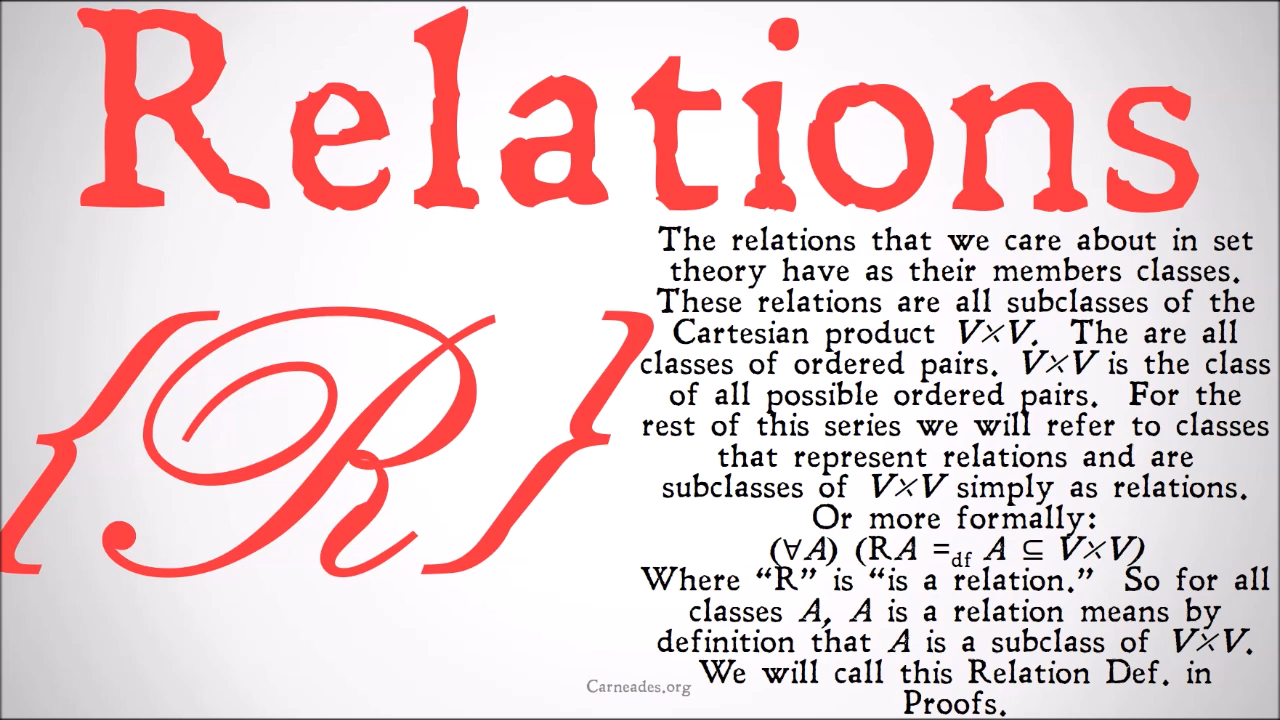 Relations
{R}
The relations that we care about in set
theory have as their members classes.
These relations are all subclasses of the
Cartesian product V×V. The are all
classes of ordered pairs. V×V is the class
of all possible ordered pairs. For the
rest of this series we will refer to classes
that represent relations and are
subclasses of V×V simply as relations.
Or more formally:
(∀A) (RA =df A ⊆ V×V)
Where “R” is “is a relation.” So for all
classes A, A is a relation means by
definition that A is a subclass of V×V.
We will call this Relation Def. in
Proofs.
Carneades.org